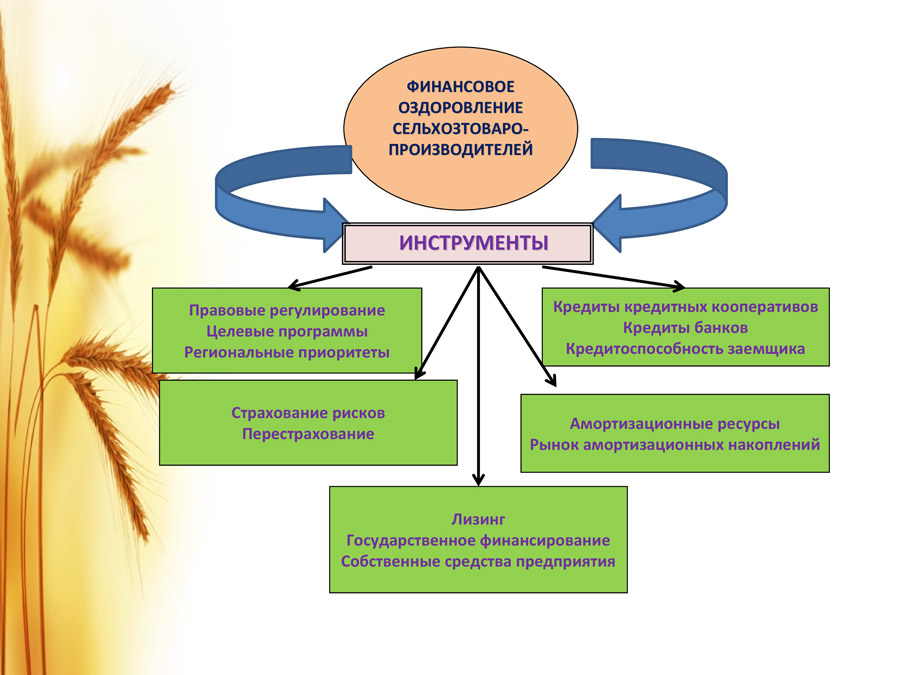 ФИНАНСОВОЕ
ОЗДОРОВЛЕНИЕ
СЕЛЬХОЗТОВАРО-
ПРОИЗВОДИТЕЛЕЙ
ИНСТРУМЕНТЫ
Правовые регулирование
Целевые программы
Региональные приоритеты
Кредиты кредитных кооперативов
Кредиты банков
Кредитоспособность заемщика
Страхование рисков
Перестрахование
Амортизационные ресурсы
Рынок амортизационных накоплений
Лизинг
Государственное финансирование
Собственные средства предприятия